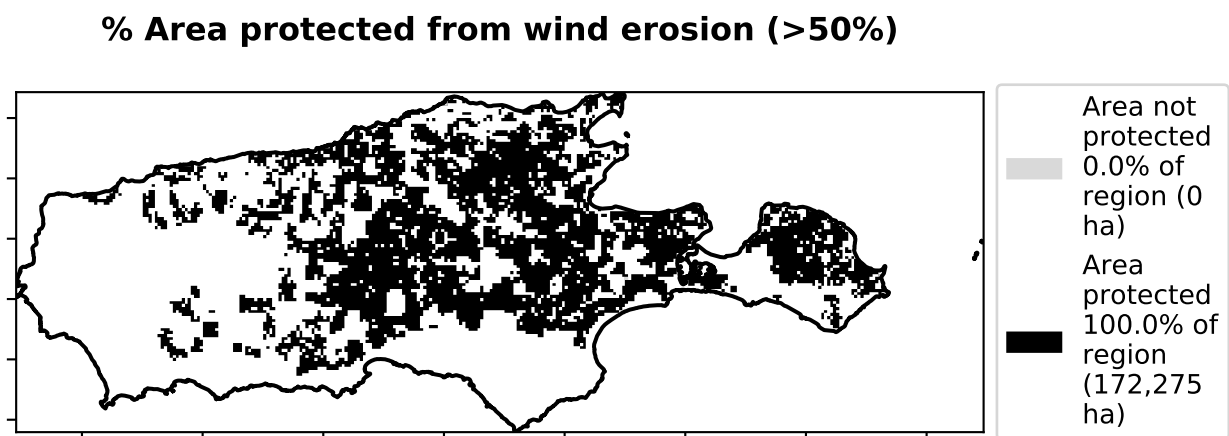 % Area protected from wind erosion (>50%)
Area not
protected
0.0% of
region (0
ha)
Area
protected
100.0% of
region
(172,275
ha)